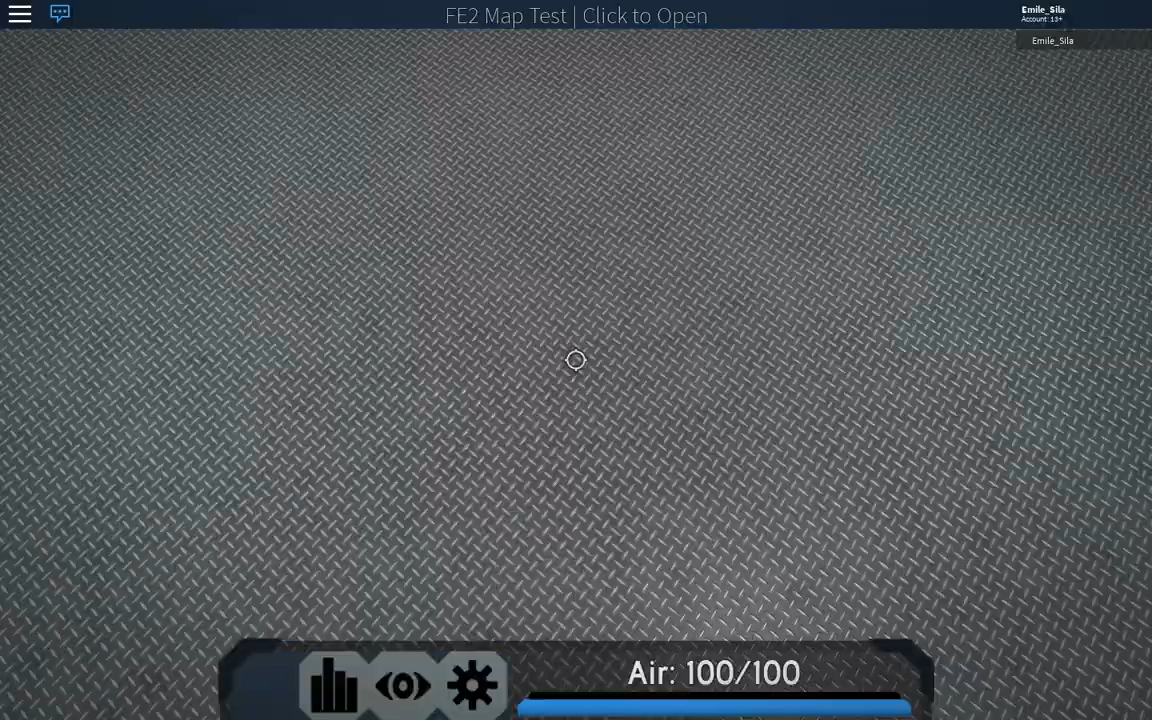 FE2 Map Test | Click to Open
Emile_Sila
Account: 13+
Emile_Sila
Air: 100/100